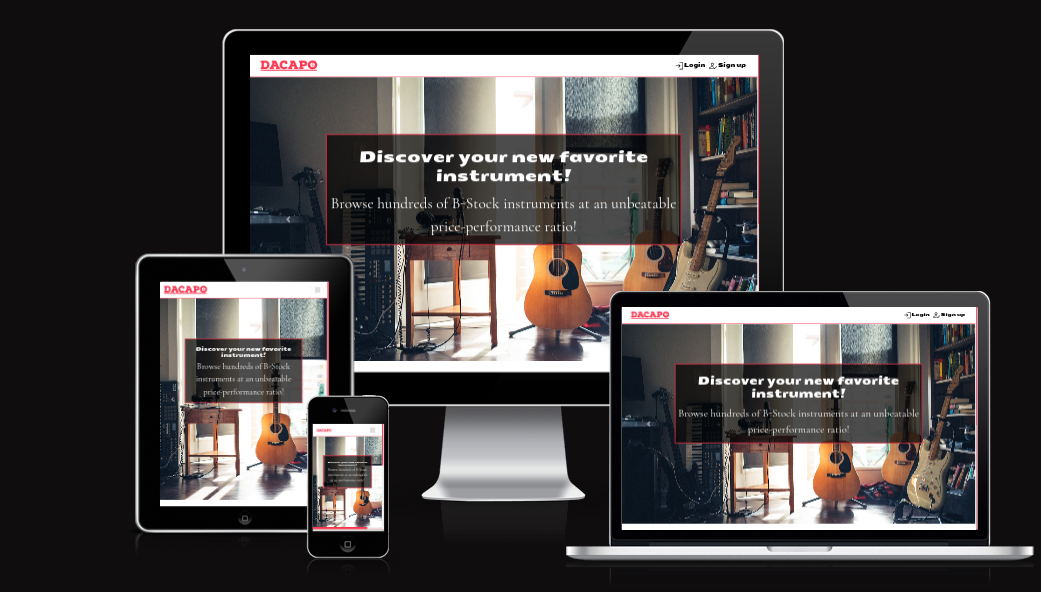 DACAPO
Login Sign up
Discover your new favorite
instrument!
Browse hundreds of B-Stock instruments at an unbeatable
price-performance ratio!
DACAPO
Discover your new favorite
instrument!
Browse hundreds of B-Stock
instruments at an unbeatable
price-performance ratio!
DACAPO
DACAPO
Login Sign up
Discover your new favorite
instrument!
Browse hundreds of B-Stock instruments at an unbeatable
price-performance ratio!